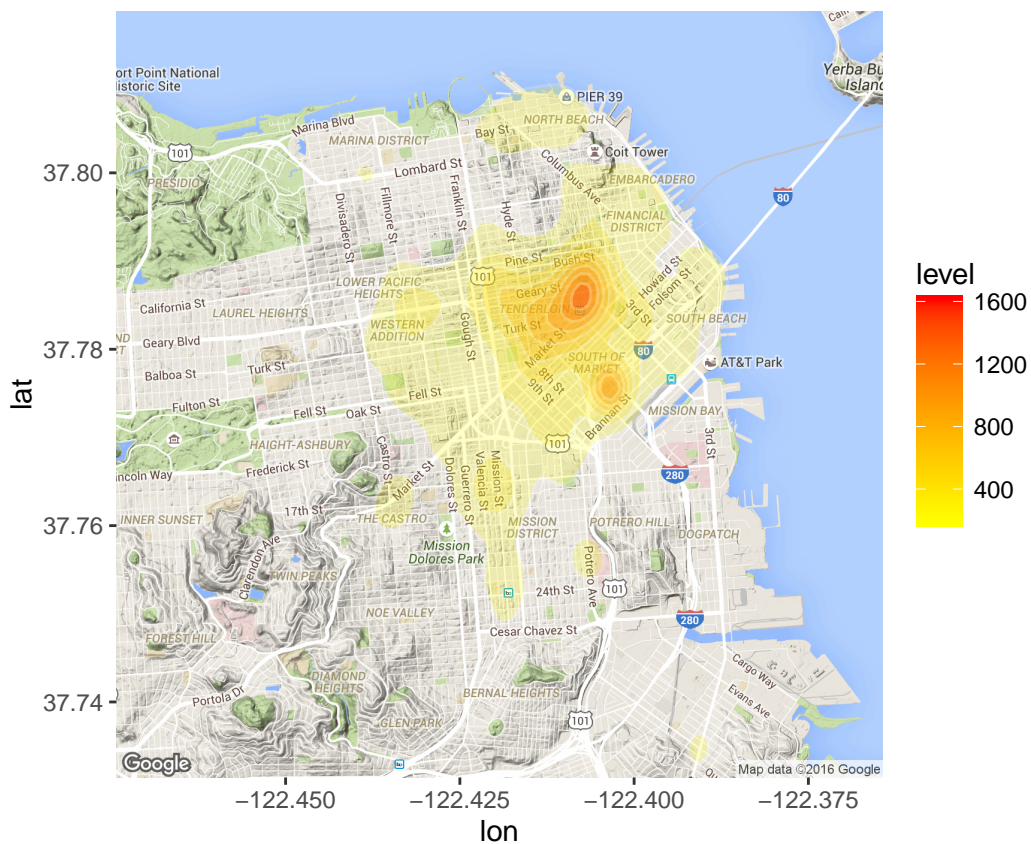 ort Point National
istoric Site
Yerba Bu
Island
PIER 39
NORTH BEACH
Marina Blvd
Bay St
101
MARINA DISTRICT
Coit Tower
PRESIDIO
Lombard St
Columbus Ave
EMBARCADERO
80
37.80
Divisadero St
Fillmore St
Franklin St
Hyde St
FINANCIAL
DISTRICT
Pine St
Bush St
101
Howard St
Folsom St
LOWER PACIFIC
HEIGHTS
Geary St
California St
TENDERLOIN
3rd St
LAUREL HEIGHTS
WESTERN
ADDITION
Gough St
Turk St
SOUTH BEACH
Geary Blvd
ND
CT
Market St
80
37.78
SOUTH OF
MARKET
AT&T Park
Balboa St
Turk St
8th St
9th St
Fell St
Fulton St
Fell St
Oak St
Brannan St
MISSION BAY
HAIGHT-ASHBURY
101
3rd St
incoln Way
Frederick St
Castro St
Market St
Dolores St
Guerrero St
Valencia St
Mission St
280
INNER SUNSET
17th St
THE CASTRO
MISSION
DISTRICT
POTRERO HILL
37.76
DOGPATCH
Clarendon Ave
Mission
Dolores Park
TWIN PEAKS
Potrero Ave
24th St
101
NOE VALLEY
280
FOREST HILL
Cesar Chavez St
Cargo Way
DIAMOND
HEIGHTS
Portola Dr
BERNAL HEIGHTS
Evans Ave
37.74
GLEN PARK
101
Google
Map data ©2016 Google
−122.450
−122.425
−122.400
−122.375
lon
lat
level
1600
1200
800
400